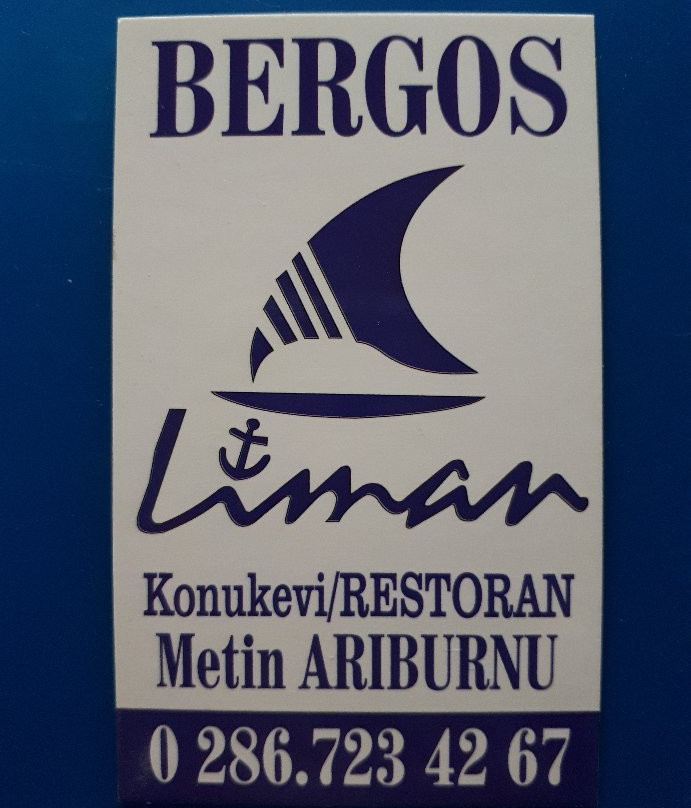 BERGOS
Liman
Konukevi/RESTORAN
Metin ARIBURNU
0 286.723 42 67